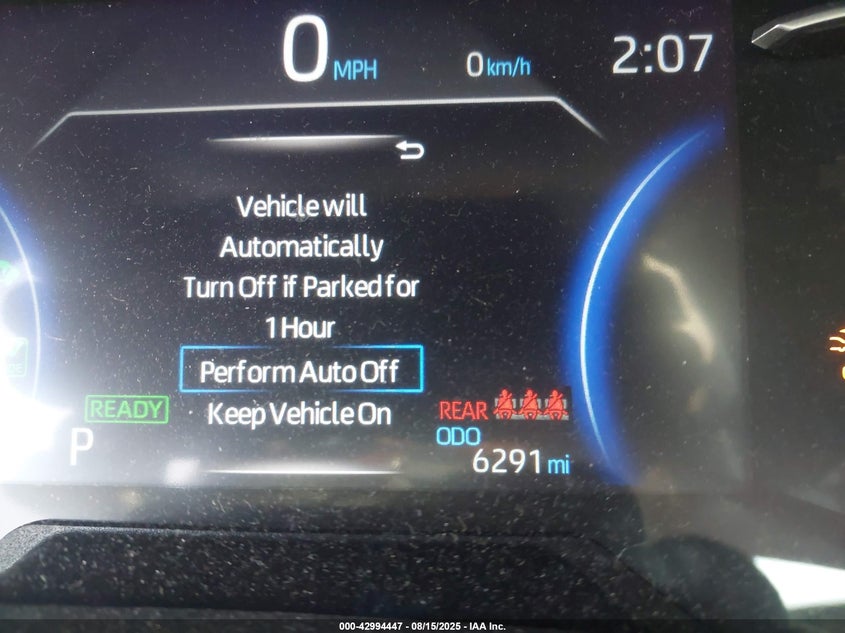 0 MPH 0 km/h 2:07
Vehicle will
Automatically
Turn Off if Parked for
1 Hour
Perform Auto Off
READY Keep Vehicle On REAR
P ODO
6291 mi
000-42994447 - 08/15/2025 - IAA Inc.